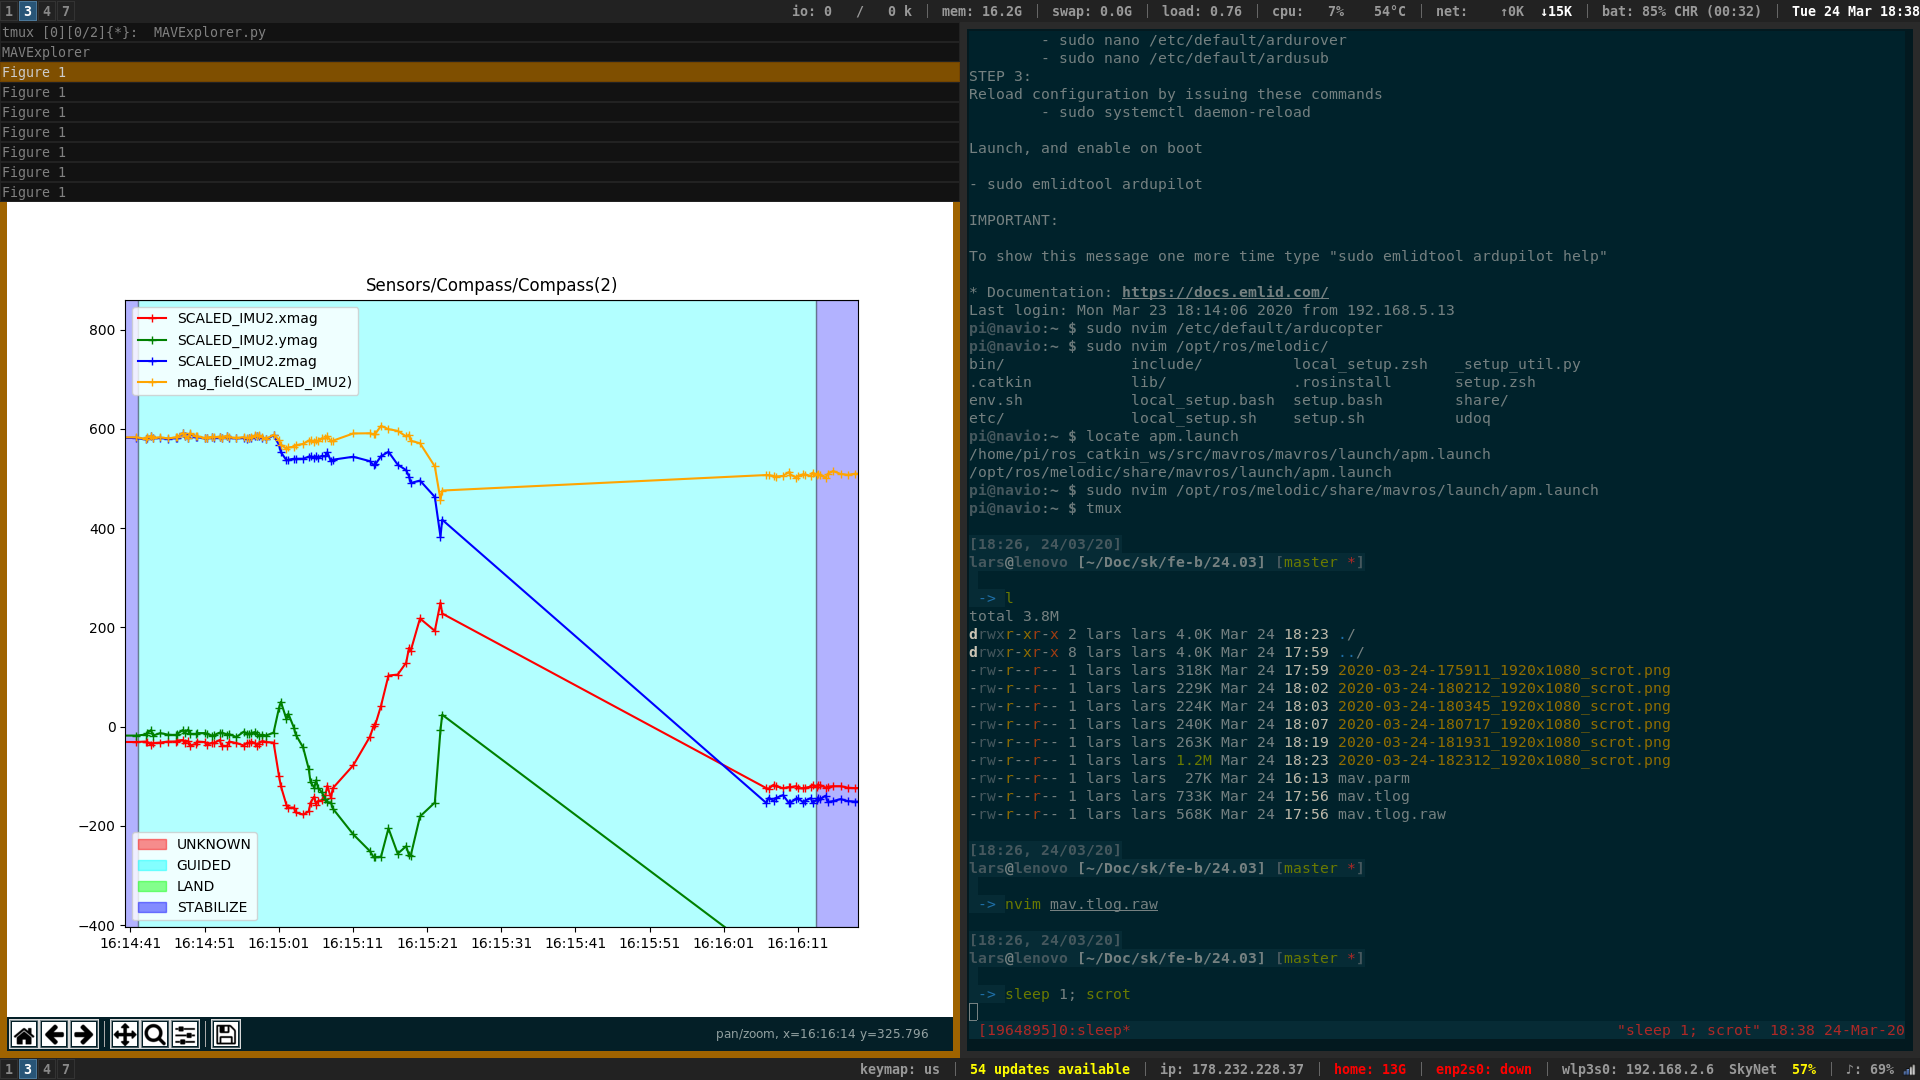 1 3 4 7
io: 0 / 0 k | mem: 16.2G | swap: 0.0G | load: 0.76 | cpu: 7% 54°C | net: ↑0K ↓15K | bat: 85% CHR (00:32) | Tue 24 Mar 18:38
tmux [0][0/2]{*}: MAVExplorer.py
MAVExplorer
Figure 1
Figure 1
Figure 1
Figure 1
Figure 1
Figure 1
Figure 1
Sensors/Compass/Compass(2)
SCALED_IMU2.xmag
SCALED_IMU2.ymag
SCALED_IMU2.zmag
mag_field(SCALED_IMU2)
800
600
400
200
0
−200
−400
UNKNOWN
GUIDED
LAND
STABILIZE
16:14:41 16:14:51 16:15:01 16:15:11 16:15:21 16:15:31 16:15:41 16:15:51 16:16:01 16:16:11
pan/zoom, x=16:16:14 y=325.796
- sudo nano /etc/default/ardurover
- sudo nano /etc/default/ardusub
STEP 3:
Reload configuration by issuing these commands
- sudo systemctl daemon-reload
Launch, and enable on boot
- sudo emlidtool ardupilot
IMPORTANT:
To show this message one more time type "sudo emlidtool ardupilot help"
* Documentation: https://docs.emlid.com/
Last login: Mon Mar 23 18:14:06 2020 from 192.168.5.13
pi@navio:~ $ sudo nvim /etc/default/arducopter
pi@navio:~ $ sudo nvim /opt/ros/melodic/
bin/ include/ local_setup.zsh _setup_util.py
.catkin lib/ .rosinstall setup.zsh
env.sh local_setup.bash setup.bash share/
etc/ local_setup.sh setup.sh udoq
pi@navio:~ $ locate apm.launch
/home/pi/ros_catkin_ws/src/mavros/mavros/launch/apm.launch
/opt/ros/melodic/share/mavros/launch/apm.launch
pi@navio:~ $ sudo nvim /opt/ros/melodic/share/mavros/launch/apm.launch
pi@navio:~ $ tmux
[18:26, 24/03/20]
lars@lenovo [~/Doc/sk/fe-b/24.03] [master *]
-> l
total 3.8M
drwxr-xr-x 2 lars lars 4.0K Mar 24 18:23 ./
drwxr-xr-x 8 lars lars 4.0K Mar 24 17:59 ../
-rw-r--r-- 1 lars lars 318K Mar 24 17:59 2020-03-24-175911_1920x1080_scrot.png
-rw-r--r-- 1 lars lars 229K Mar 24 18:02 2020-03-24-180212_1920x1080_scrot.png
-rw-r--r-- 1 lars lars 224K Mar 24 18:03 2020-03-24-180345_1920x1080_scrot.png
-rw-r--r-- 1 lars lars 240K Mar 24 18:07 2020-03-24-180717_1920x1080_scrot.png
-rw-r--r-- 1 lars lars 263K Mar 24 18:19 2020-03-24-181931_1920x1080_scrot.png
-rw-r--r-- 1 lars lars 1.2M Mar 24 18:23 2020-03-24-182312_1920x1080_scrot.png
-rw-r--r-- 1 lars lars 27K Mar 24 16:13 mav.parm
-rw-r--r-- 1 lars lars 733K Mar 24 17:56 mav.tlog
-rw-r--r-- 1 lars lars 568K Mar 24 17:56 mav.tlog.raw
[18:26, 24/03/20]
lars@lenovo [~/Doc/sk/fe-b/24.03] [master *]
-> nvim mav.tlog.raw
[18:26, 24/03/20]
lars@lenovo [~/Doc/sk/fe-b/24.03] [master *]
-> sleep 1; scrot
[1964895]0:sleep* "sleep 1; scrot" 18:38 24-Mar-20
1 3 4 7
keymap: us | 54 updates available | ip: 178.232.228.37 | home: 13G | enp2s0: down | wlp3s0: 192.168.2.6 SkyNet 57% | ♪: 69%